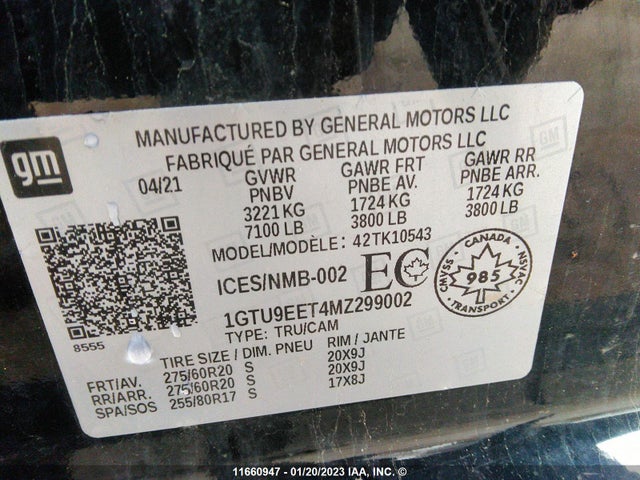 MANUFACTURED BY GENERAL MOTORS LLC
FABRIQUÉ PAR GENERAL MOTORS LLC
gm
04/21 GVWR GAWR FRT GAWR RR
PNBV PNBE AV. PNBE ARR.
3221 KG 1724 KG 1724 KG
7100 LB 3800 LB 3800 LB
MODEL/MODÈLE: 42TK10543
ICES/NMB-002 EC
CANADA
CMVSS 985 NSVAC
TRANSPORT
1GTU9EET4MZ299002
TYPE: TRU/CAM
8555
TIRE SIZE / DIM. PNEU RIM / JANTE
FRT/AV. 275/60R20 S 20X9J
RR/ARR. 275/60R20 S 20X9J
SPA/SOS 255/80R17 S 17X8J
11660947 - 01/20/2023 IAA, INC. ©